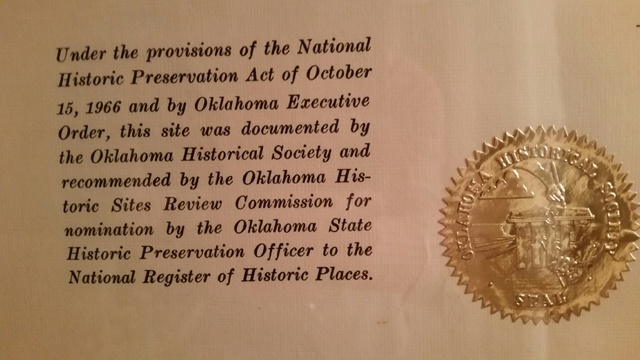 Under the provisions of the National
Historic Preservation Act of October
15, 1966 and by Oklahoma Executive
Order, this site was documented by
the Oklahoma Historical Society and
recommended by the Oklahoma His-
toric Sites Review Commission for
nomination by the Oklahoma State
Historic Preservation Officer to the
National Register of Historic Places.
OKLAHOMA HISTORICAL SOCIETY
SEAL